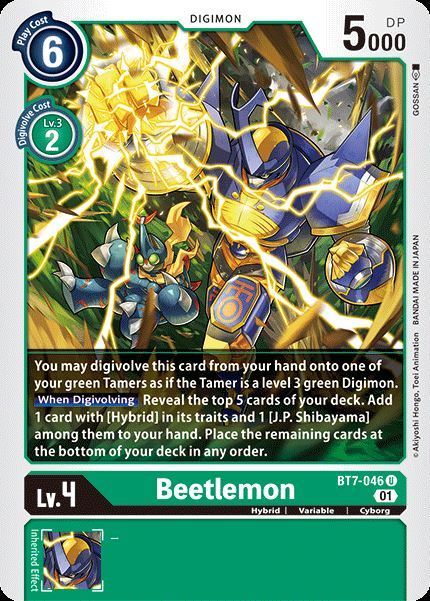 DIGIMON
Play Cost
6
DP
5000
Digivolve Cost
Lv.3
2
GOSSAN
© Akiyoshi Hongo, Toei Animation BANDAI MADE IN JAPAN
You may digivolve this card from your hand onto one of
your green Tamers as if the Tamer is a level 3 green Digimon.
When Digivolving Reveal the top 5 cards of your deck. Add
1 card with [Hybrid] in its traits and 1 [J.P. Shibayama]
among them to your hand. Place the remaining cards at
the bottom of your deck in any order.
Lv.4
Beetlemon
BT7-046 U
01
Hybrid | Variable | Cyborg
Inherited Effect
–